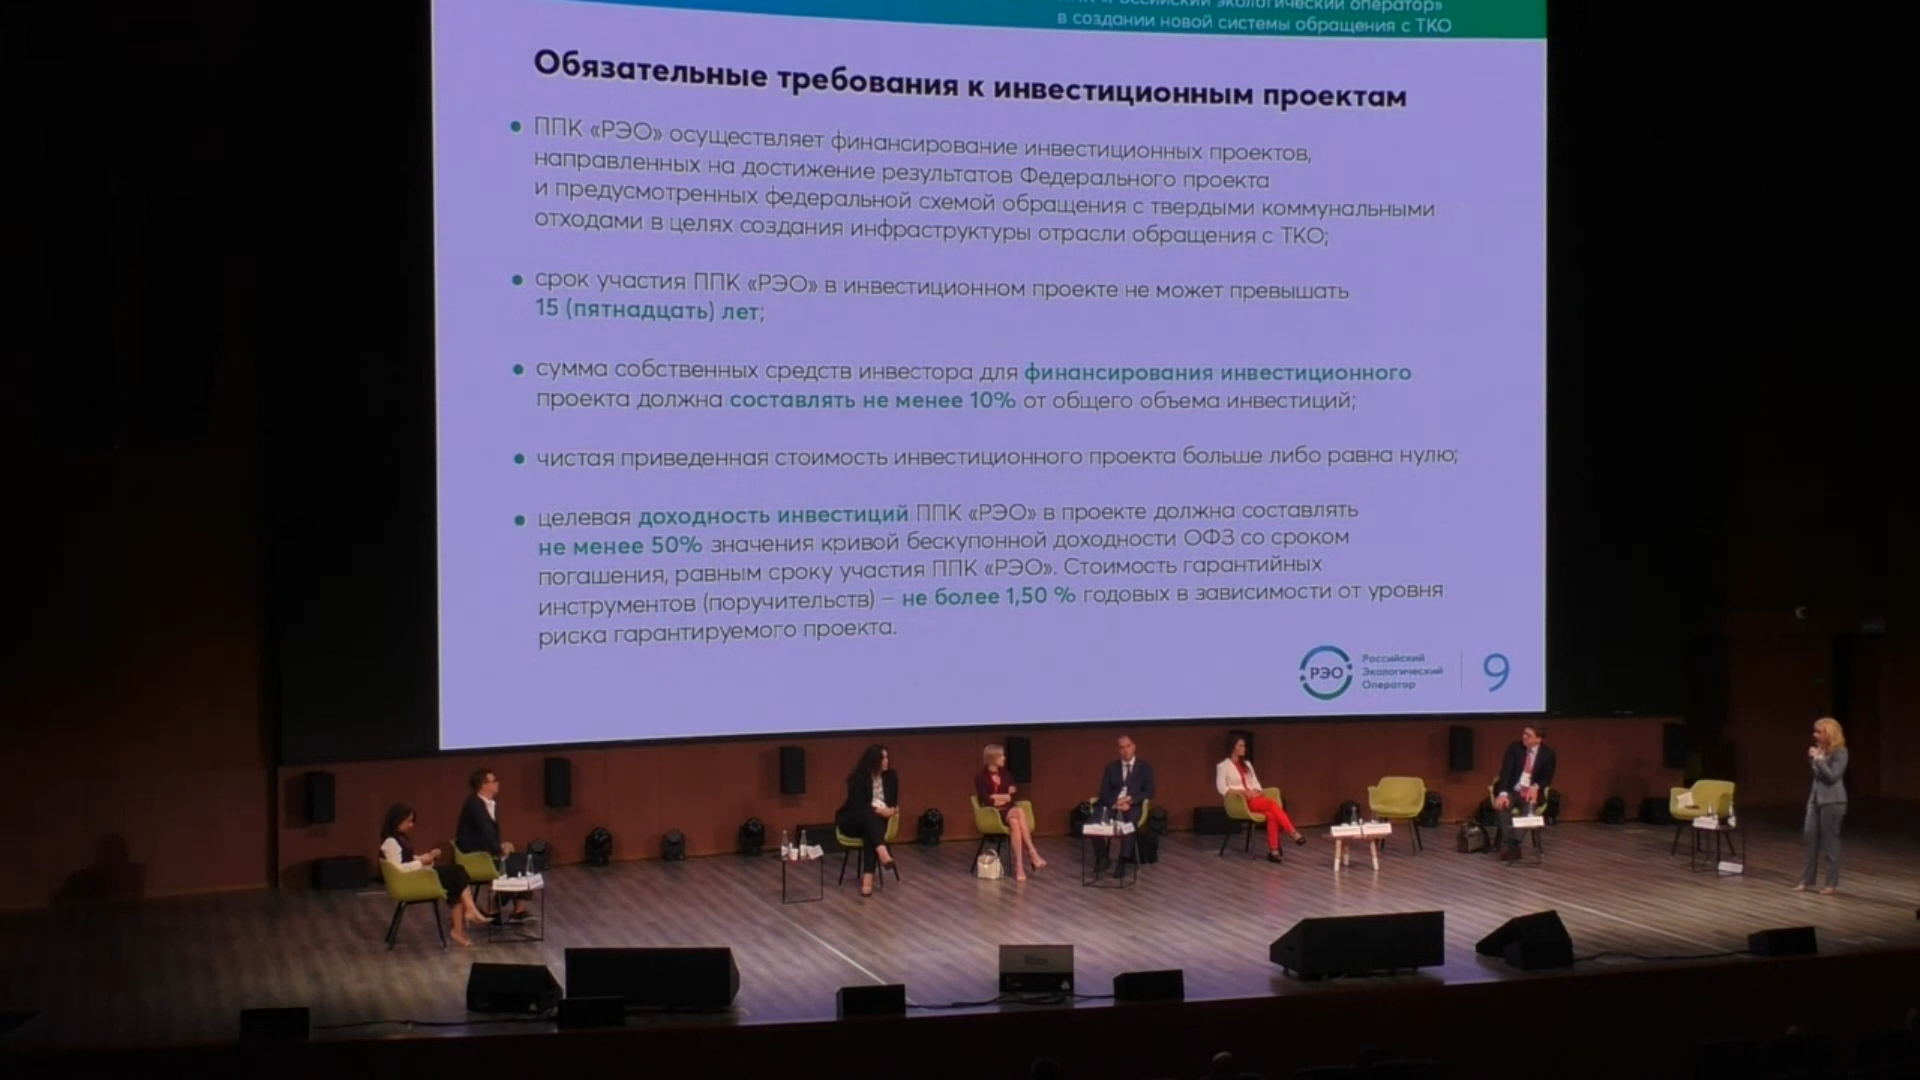 экологический оператор»
в создании новой системы обращения с ТКО
Обязательные требования к инвестиционным проектам
• ППК «РЭО» осуществляет финансирование инвестиционных проектов,
направленных на достижение результатов Федерального проекта
и предусмотренных федеральной схемой обращения с твердыми коммунальными
отходами в целях создания инфраструктуры отрасли обращения с ТКО;
• срок участия ППК «РЭО» в инвестиционном проекте не может превышать
15 (пятнадцать) лет;
• сумма собственных средств инвестора для финансирования инвестиционного
проекта должна составлять не менее 10% от общего объема инвестиций;
• чистая приведенная стоимость инвестиционного проекта больше либо равна нулю;
• целевая доходность инвестиций ППК «РЭО» в проекте должна составлять
не менее 50% значения кривой бескупонной доходности ОФЗ со сроком
погашения, равным сроку участия ППК «РЭО». Стоимость гарантийных
инструментов (поручительств) – не более 1,50 % годовых в зависимости от уровня
риска гарантируемого проекта.
РЭО
Российский
Экологический
Оператор
9